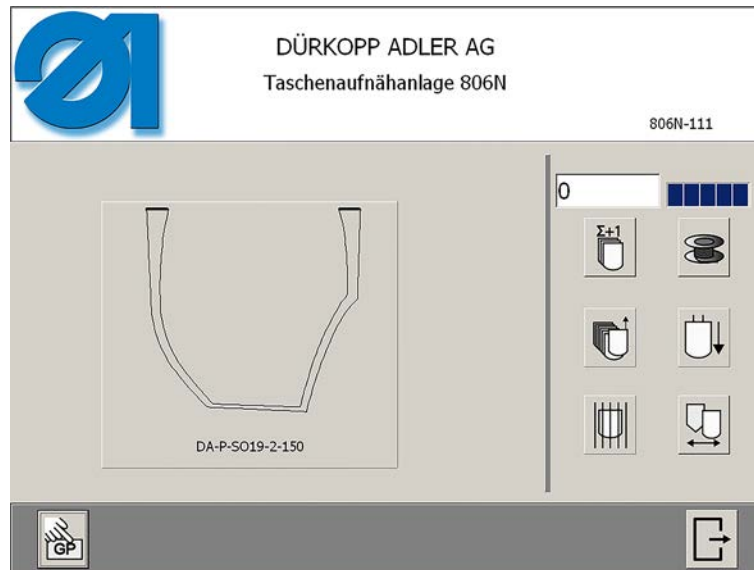 DÜRKOPP ADLER AG
Taschenaufnähanlage 806N
806N-111
0
Σ+1
DA-P-SO19-2-150
GP